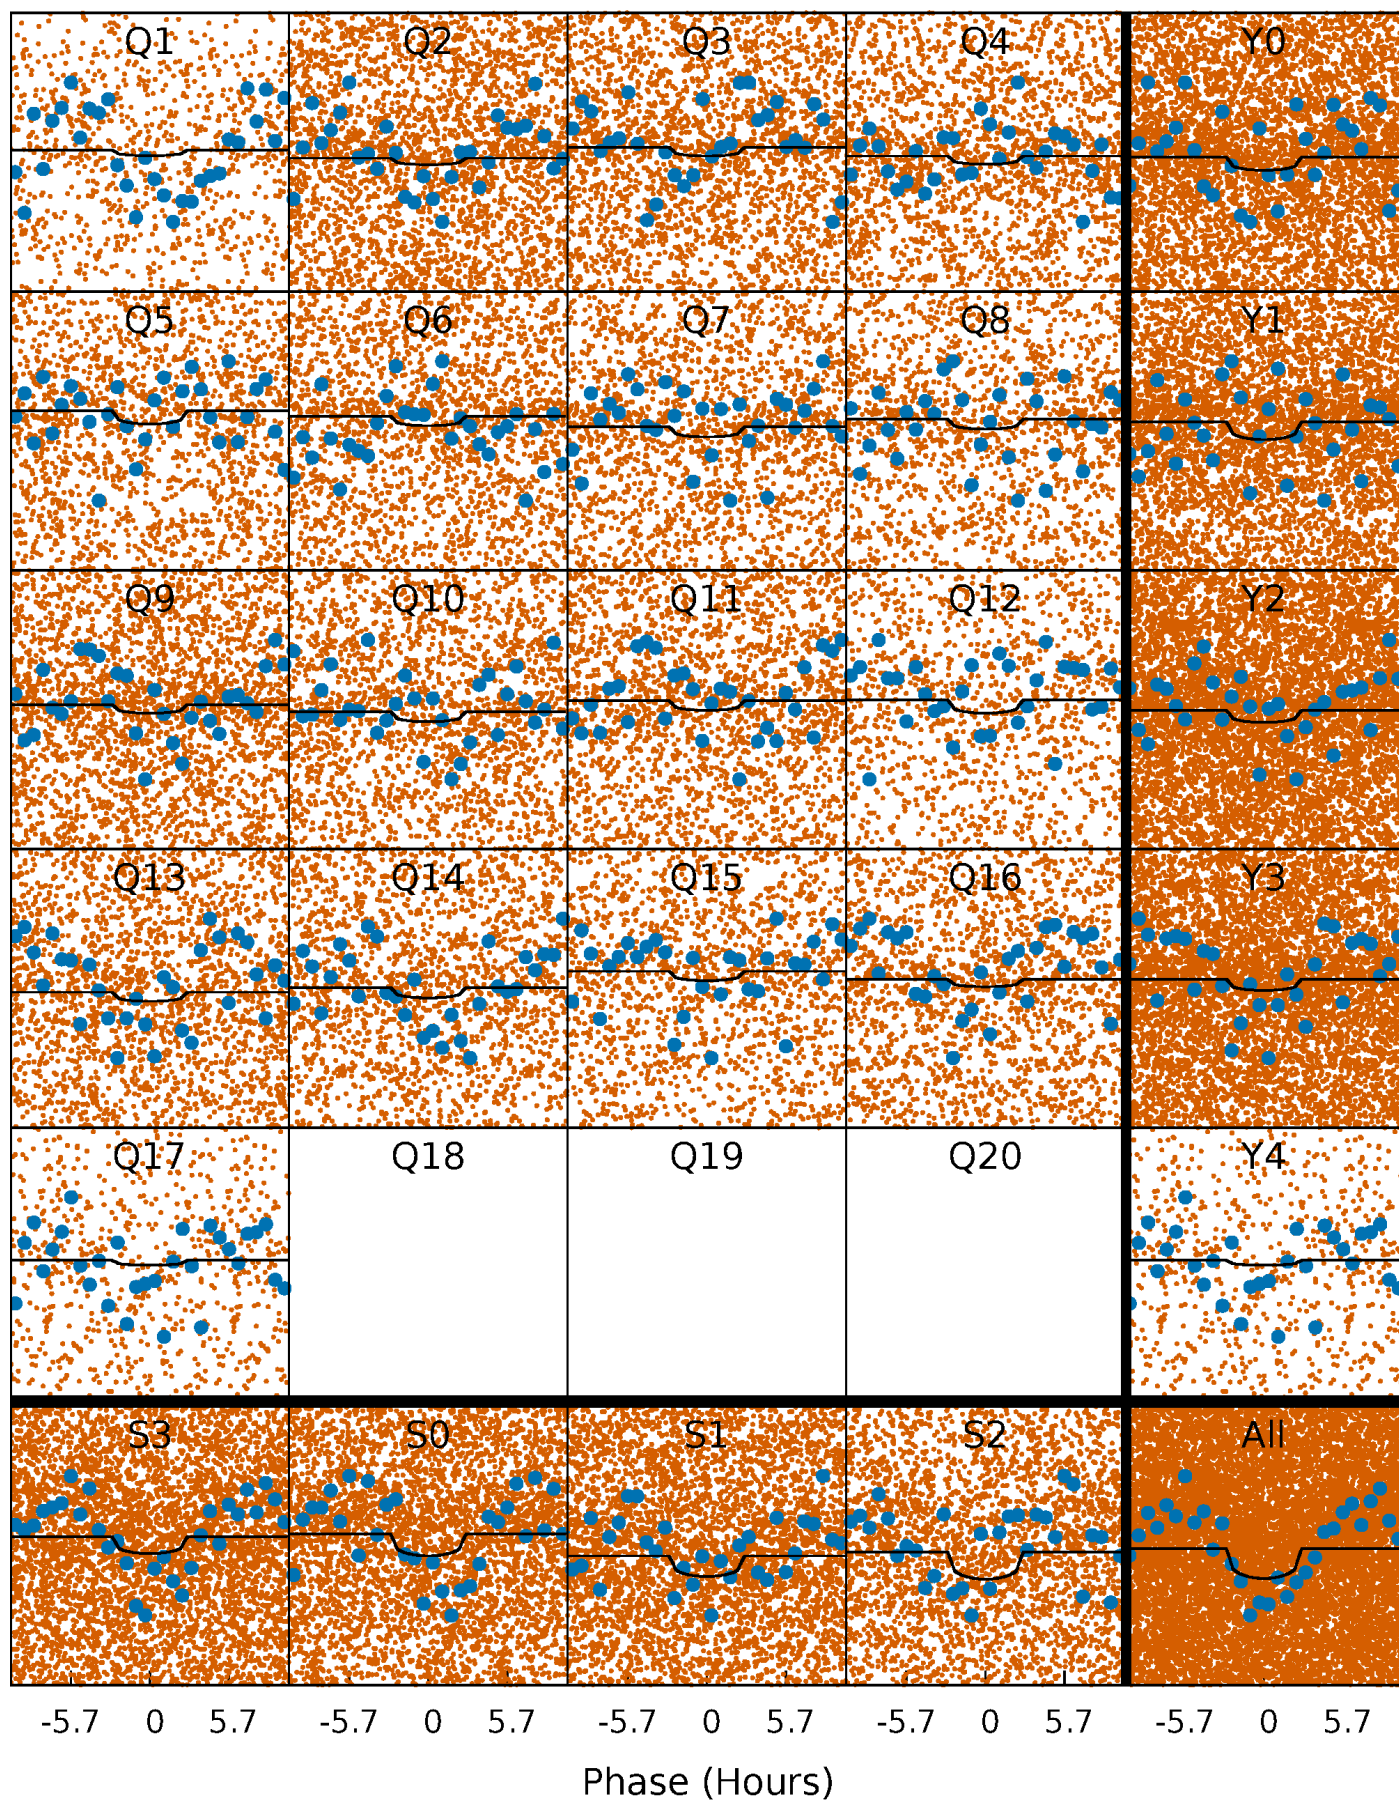 Q1 Q2 Q3 Q4 Y0
Q5 Q6 Q7 Q8 Y1
Q9 Q10 Q11 Q12 Y2
Q13 Q14 Q15 Q16 Y3
Q17 Q18 Q19 Q20 Y4
S3 S0 S1 S2 All
-5.7 0 5.7 -5.7 0 5.7 -5.7 0 5.7 -5.7 0 5.7 -5.7 0 5.7
Phase (Hours)